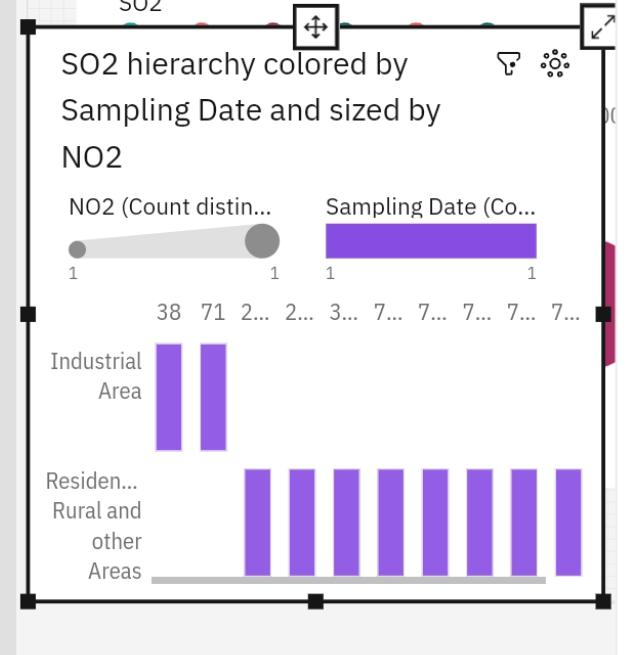 SO2
SO2 hierarchy colored by
Sampling Date and sized by
NO2
NO2 (Count distin...
Sampling Date (Co...
1 1
1 1
38 71 2... 2... 3... 7... 7... 7... 7... 7...
Industrial
Area
Residen...
Rural and
other
Areas